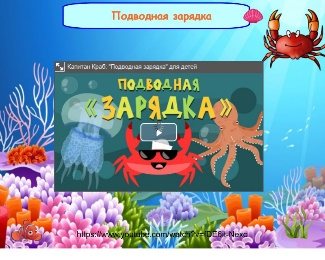 Подводная зарядка
Капитан Краб: "Подводная зарядка" для детей
ПОДВОДНАЯ
«ЗАРЯДКА»